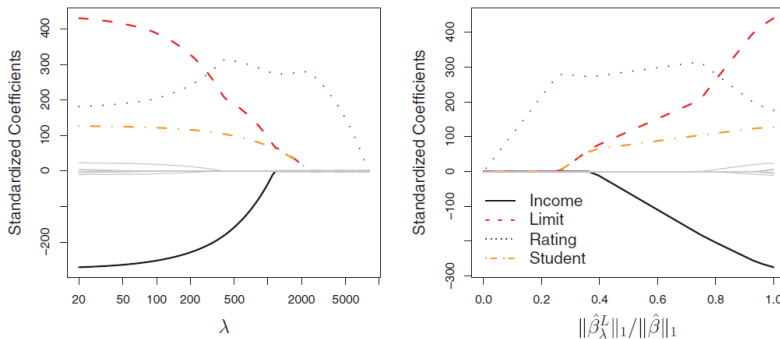 Standardized Coefficients
400
300
200
100
0
−200
20 50 100 200 500 2000 5000
λ
Standardized Coefficients
400
300
200
100
0
−100
−300
Income
Limit
Rating
Student
0.0 0.2 0.4 0.6 0.8 1.0
‖β̂λᴸ‖₁/‖β̂‖₁